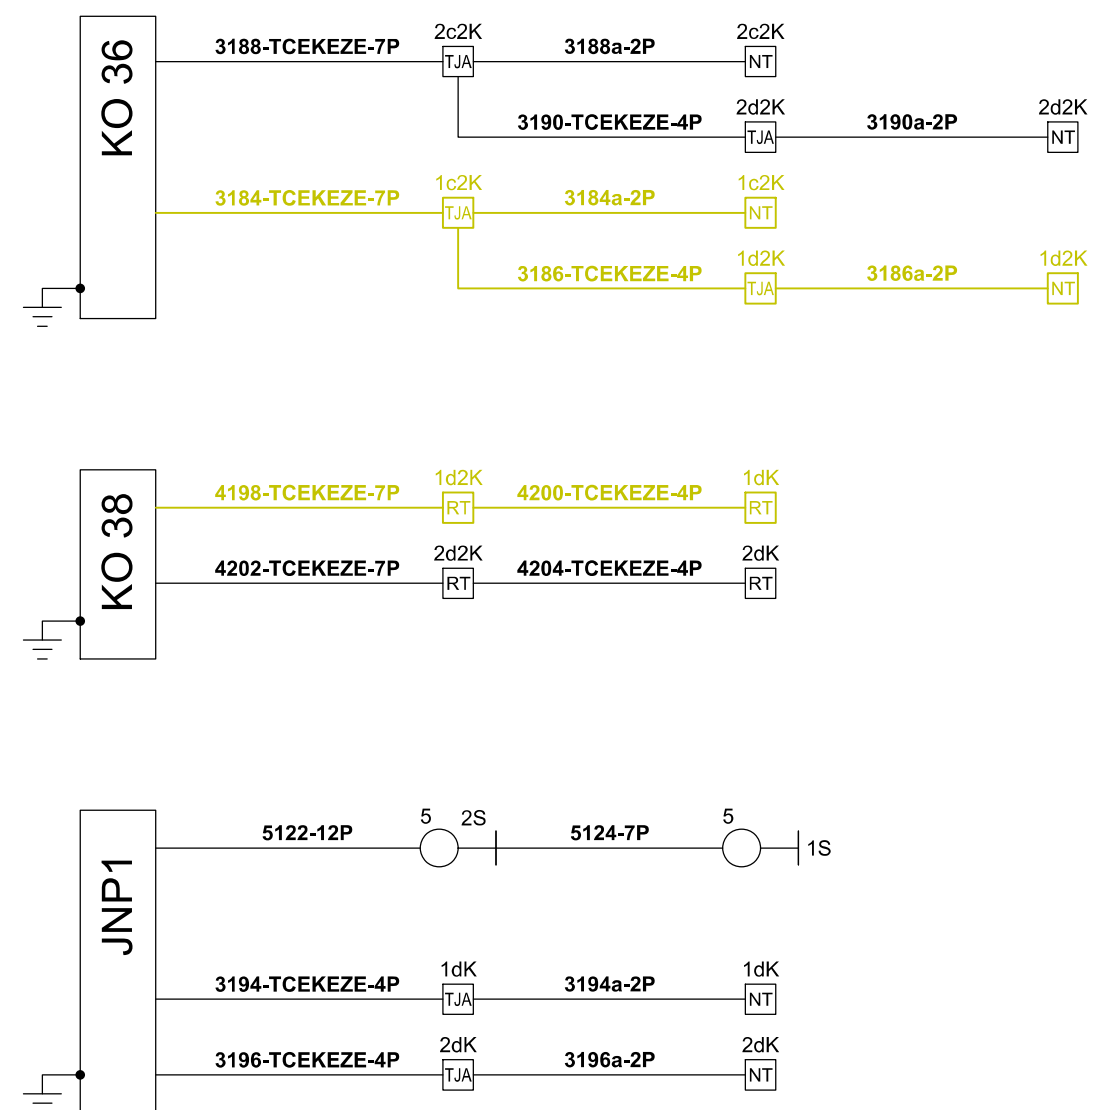 KO 36
2c2K 2c2K
3188-TCEKEZE-7P 3188a-2P
TJA NT
2d2K 2d2K
3190-TCEKEZE-4P 3190a-2P
TJA NT
1c2K 1c2K
3184-TCEKEZE-7P 3184a-2P
TJA NT
1d2K 1d2K
3186-TCEKEZE-4P 3186a-2P
TJA NT
KO 38
1d2K 1dK
4198-TCEKEZE-7P 4200-TCEKEZE-4P
RT RT
2d2K 2dK
4202-TCEKEZE-7P 4204-TCEKEZE-4P
RT RT
JNP1
5 2S 5
5122-12P 5124-7P
1S
1dK 1dK
3194-TCEKEZE-4P 3194a-2P
TJA NT
2dK 2dK
3196-TCEKEZE-4P 3196a-2P
TJA NT